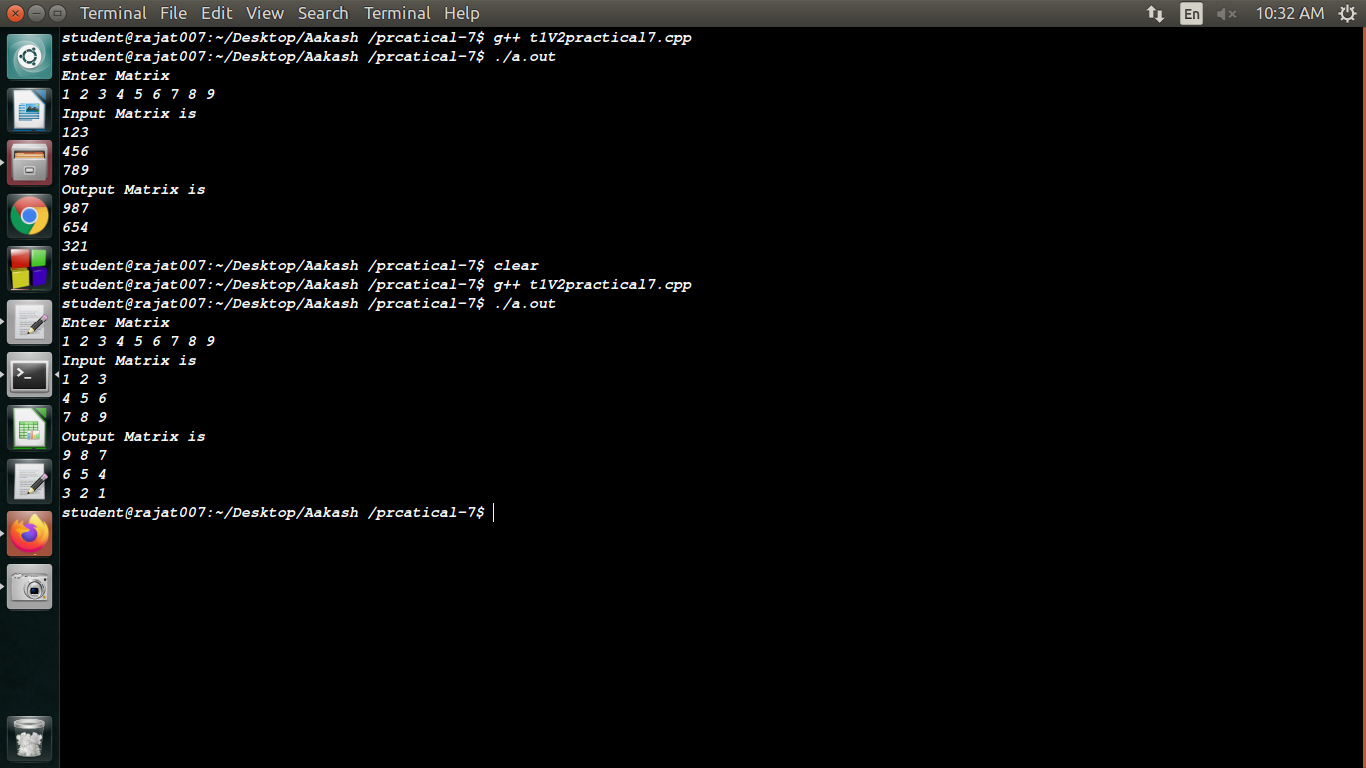 Terminal File Edit View Search Terminal Help En 10:32 AM
student@rajat007:~/Desktop/Aakash /prcatical-7$ g++ t1V2practical7.cpp
student@rajat007:~/Desktop/Aakash /prcatical-7$ ./a.out
Enter Matrix
1 2 3 4 5 6 7 8 9
Input Matrix is
123
456
789
Output Matrix is
987
654
321
student@rajat007:~/Desktop/Aakash /prcatical-7$ clear
student@rajat007:~/Desktop/Aakash /prcatical-7$ g++ t1V2practical7.cpp
student@rajat007:~/Desktop/Aakash /prcatical-7$ ./a.out
Enter Matrix
1 2 3 4 5 6 7 8 9
Input Matrix is
1 2 3
4 5 6
7 8 9
Output Matrix is
9 8 7
6 5 4
3 2 1
student@rajat007:~/Desktop/Aakash /prcatical-7$